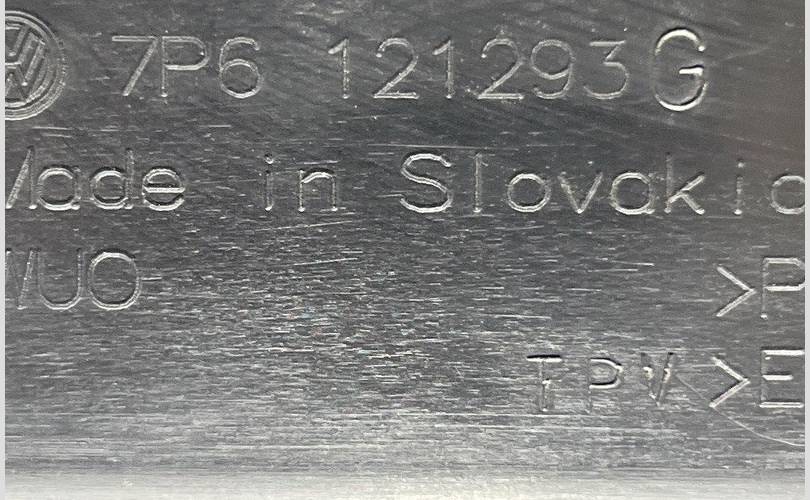 7P6 121293G
Made in Slovakia
WUO >P
TPV >E